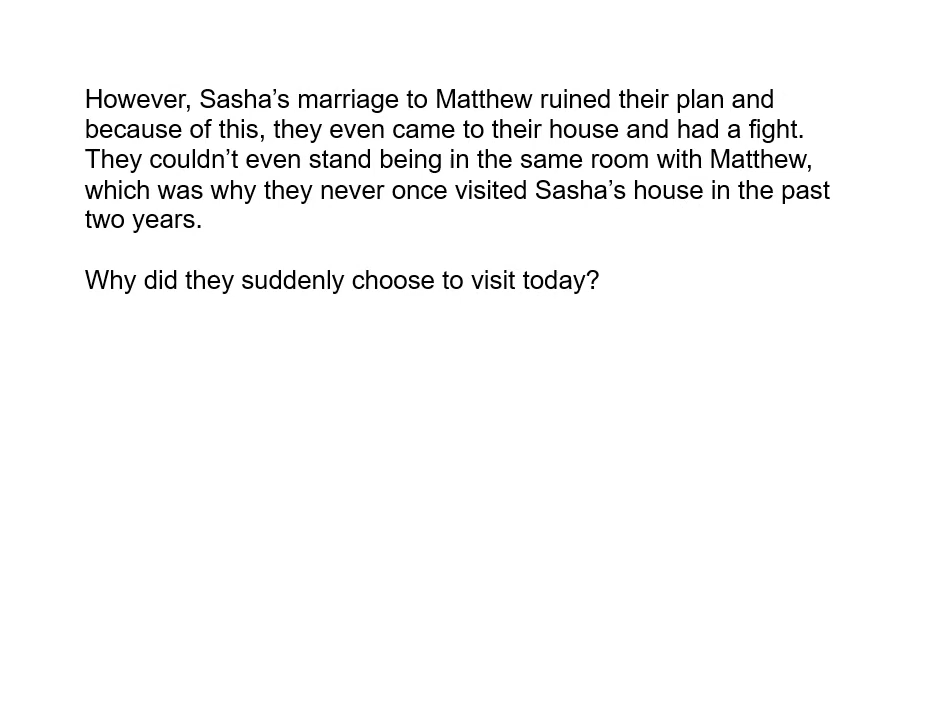 However, Sasha’s marriage to Matthew ruined their plan and
because of this, they even came to their house and had a fight.
They couldn’t even stand being in the same room with Matthew,
which was why they never once visited Sasha’s house in the past
two years.
Why did they suddenly choose to visit today?